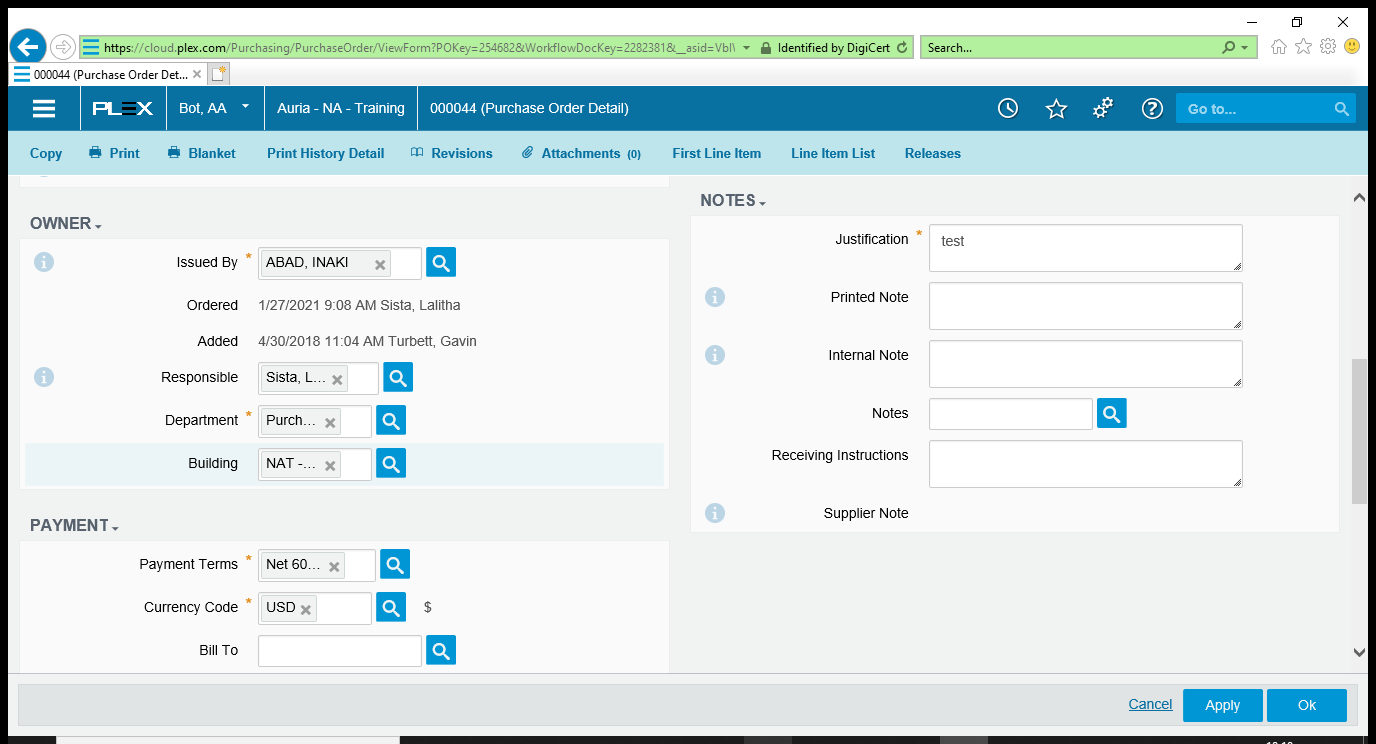 https://cloud.plex.com/Purchasing/PurchaseOrder/ViewForm?POKey=254682&WorkflowDocKey=2282381&__asid=Vbl
Identified by DigiCert
Search...
000044 (Purchase Order Det...
PLEX
Bot, AA
Auria - NA - Training
000044 (Purchase Order Detail)
Go to...
Copy
Print
Blanket
Print History Detail
Revisions
Attachments (0)
First Line Item
Line Item List
Releases
OWNER
Issued By * ABAD, INAKI
Ordered 1/27/2021 9:08 AM Sista, Lalitha
Added 4/30/2018 11:04 AM Turbett, Gavin
Responsible Sista, L...
Department * Purch...
Building NAT -...
PAYMENT
Payment Terms * Net 60...
Currency Code * USD $
Bill To
NOTES
Justification * test
Printed Note
Internal Note
Notes
Receiving Instructions
Supplier Note
Cancel
Apply
Ok